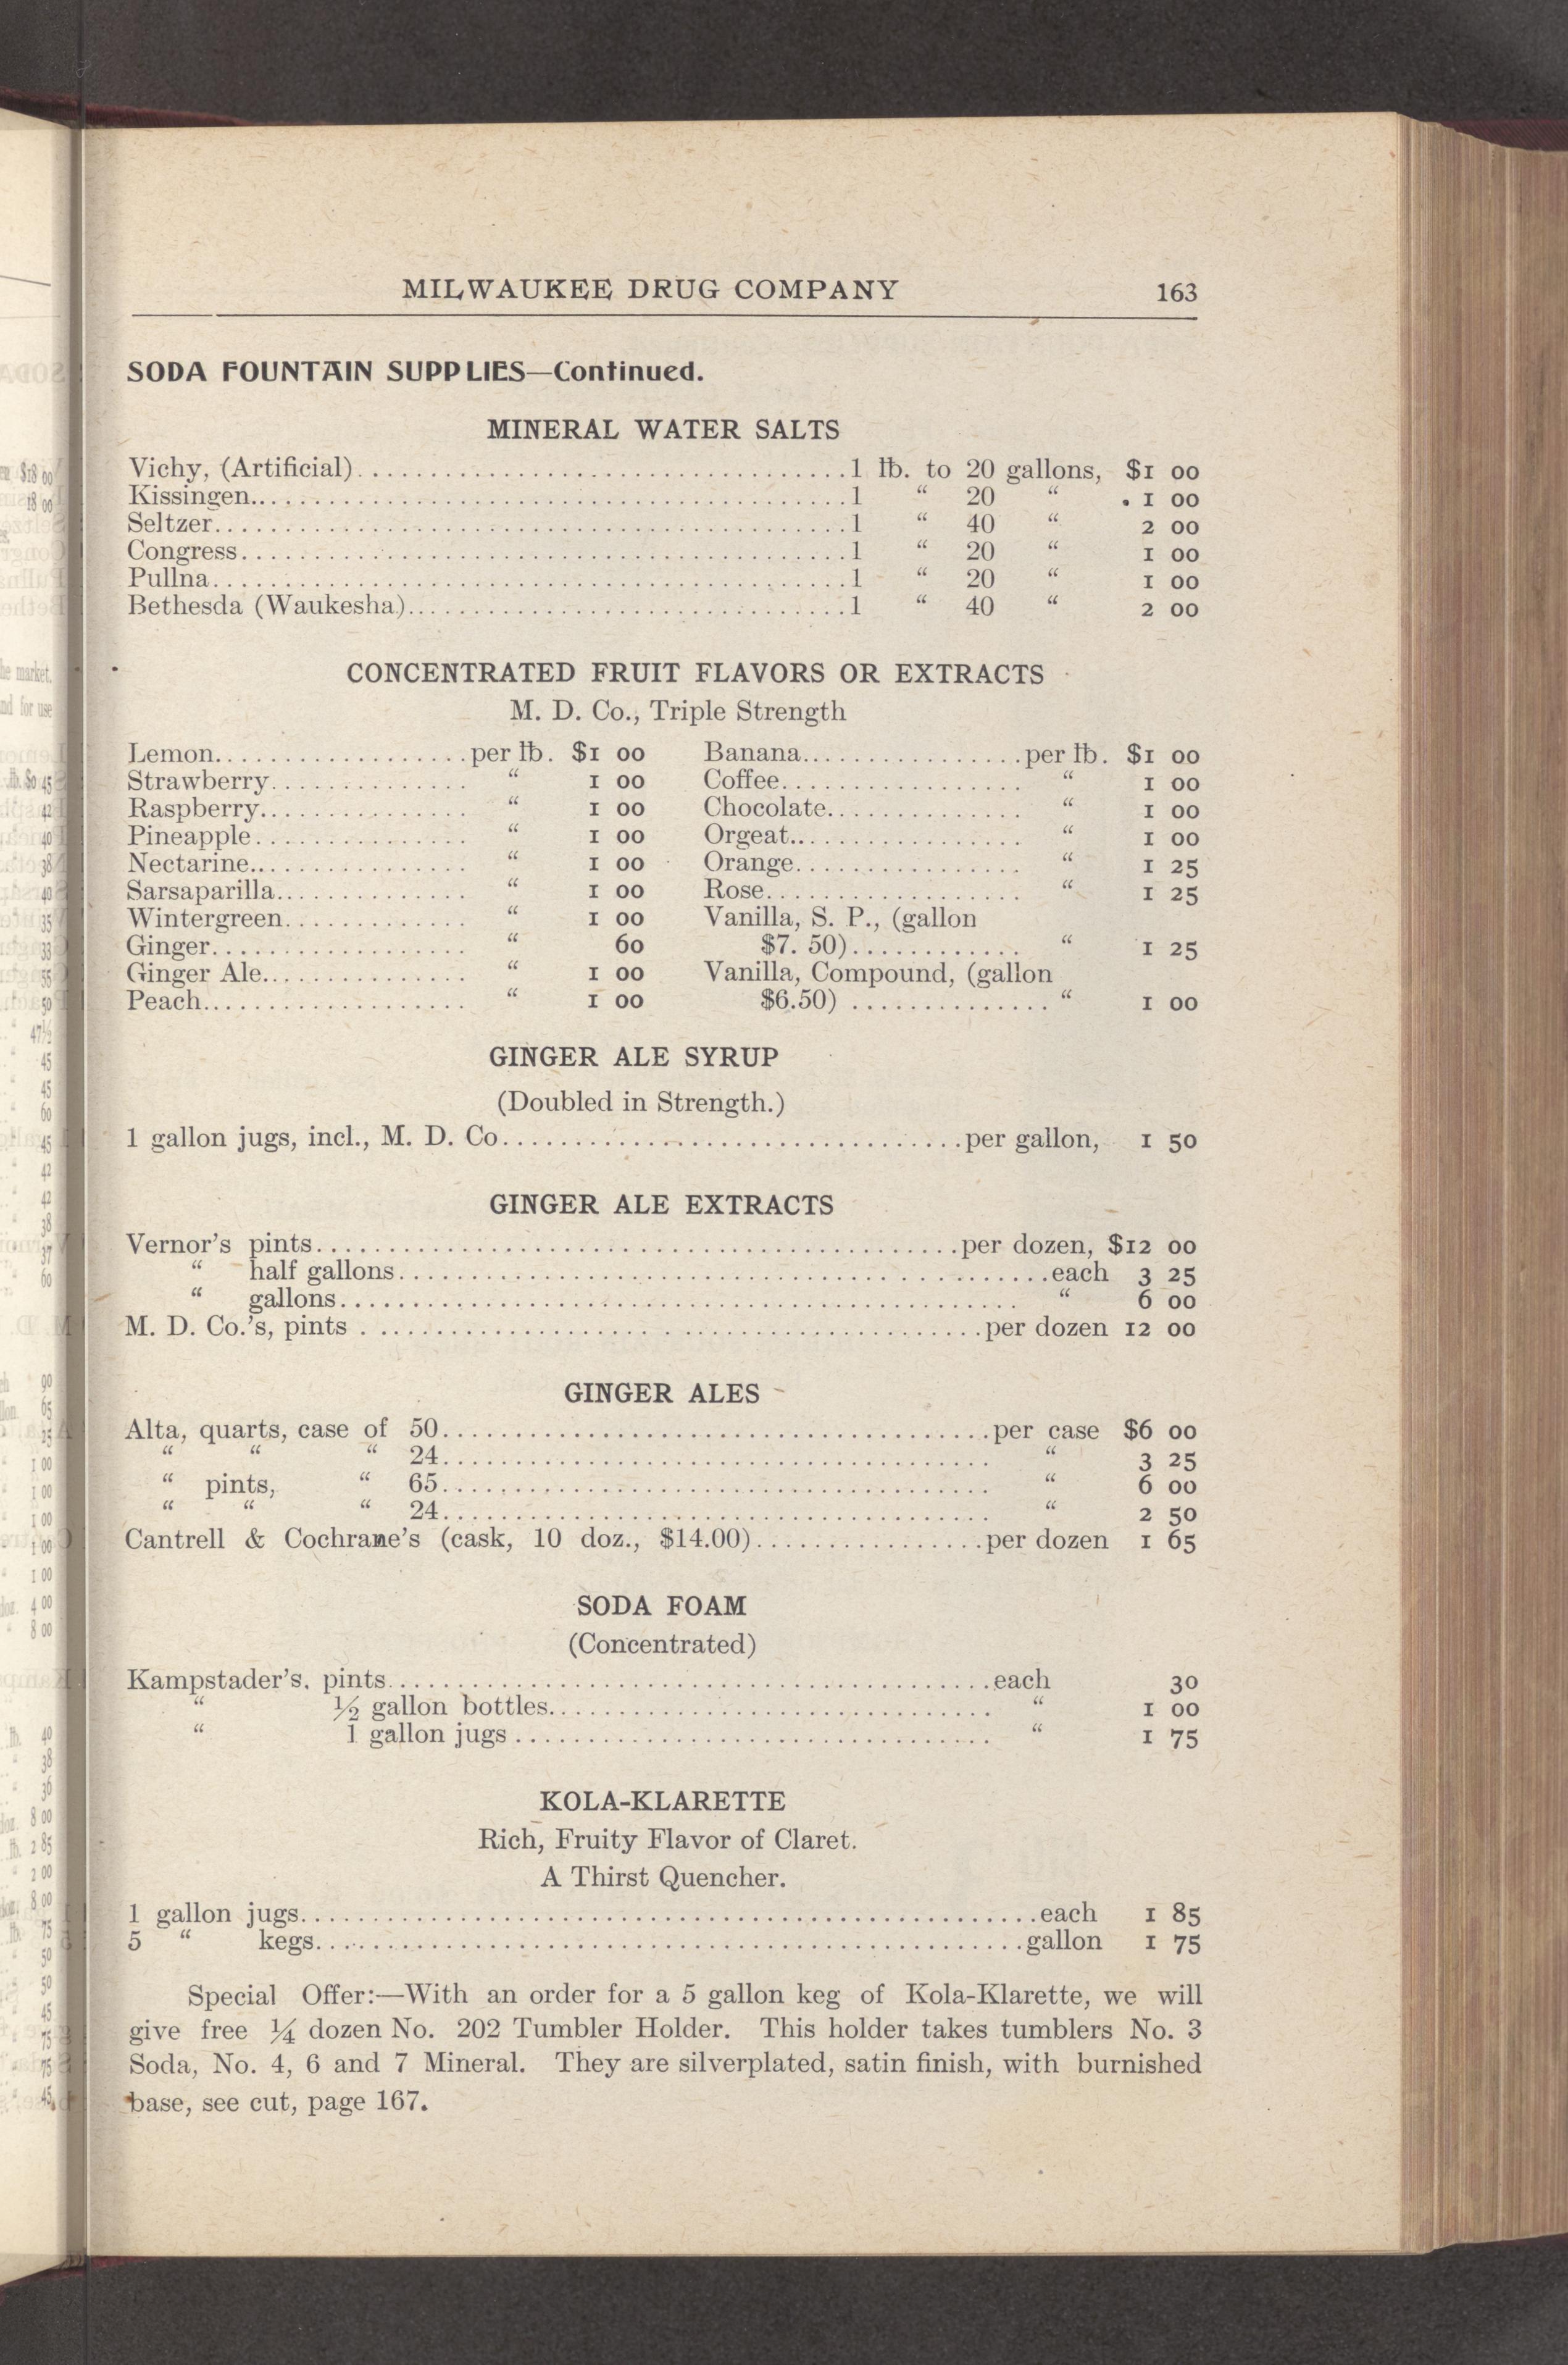 MILWAUKEE DRUG COMPANY 163
SODA FOUNTAIN SUPPLIES—Continued.
MINERAL WATER SALTS
Vichy, (Artificial)................................1 lb. to 20 gallons, $1 00
Kissingen................................1 “ 20 “ 1 00
Seltzer................................1 “ 40 “ 2 00
Congress................................1 “ 20 “ 1 00
Pullna................................1 “ 20 “ 1 00
Bethesda (Waukesha)................................1 “ 40 “ 2 00
CONCENTRATED FRUIT FLAVORS OR EXTRACTS
M. D. Co., Triple Strength
Lemon..................per lb. $1 00
Strawberry.............. “ 1 00
Raspberry............... “ 1 00
Pineapple............... “ 1 00
Nectarine............... “ 1 00
Sarsaparilla............. “ 1 00
Wintergreen............. “ 1 00
Ginger.................. “ 60
Ginger Ale............... “ 1 00
Peach................... “ 1 00
Banana................per lb. $1 00
Coffee................. “ 1 00
Chocolate............... “ 1 00
Orgeat................. “ 1 00
Orange................ “ 1 25
Rose.................. “ 1 25
Vanilla, S. P., (gallon
$7. 50)............ “ 1 25
Vanilla, Compound, (gallon
$6.50) .............. “ 1 00
GINGER ALE SYRUP
(Doubled in Strength.)
1 gallon jugs, incl., M. D. Co................................per gallon, 1 50
GINGER ALE EXTRACTS
Vernor's pints................................per dozen, $12 00
“ half gallons................................each 3 25
“ gallons................................ “ 6 00
M. D. Co.'s, pints ................................per dozen 12 00
GINGER ALES
Alta, quarts, case of 50................................per case $6 00
“ “ “ 24................................ “ 3 25
“ pints, “ 65................................ “ 6 00
“ “ “ 24................................ “ 2 50
Cantrell & Cochrane's (cask, 10 doz., $14.00)................per dozen 1 65
SODA FOAM
(Concentrated)
Kampstader's. pints................................each 30
“ ½ gallon bottles................................ “ 1 00
“ 1 gallon jugs ................................ “ 1 75
KOLA-KLARETTE
Rich, Fruity Flavor of Claret.
A Thirst Quencher.
1 gallon jugs................................each 1 85
5 “ kegs................................gallon 1 75
Special Offer:—With an order for a 5 gallon keg of Kola-Klarette, we will
give free ¼ dozen No. 202 Tumbler Holder. This holder takes tumblers No. 3
Soda, No. 4, 6 and 7 Mineral. They are silverplated, satin finish, with burnished
base, see cut, page 167.